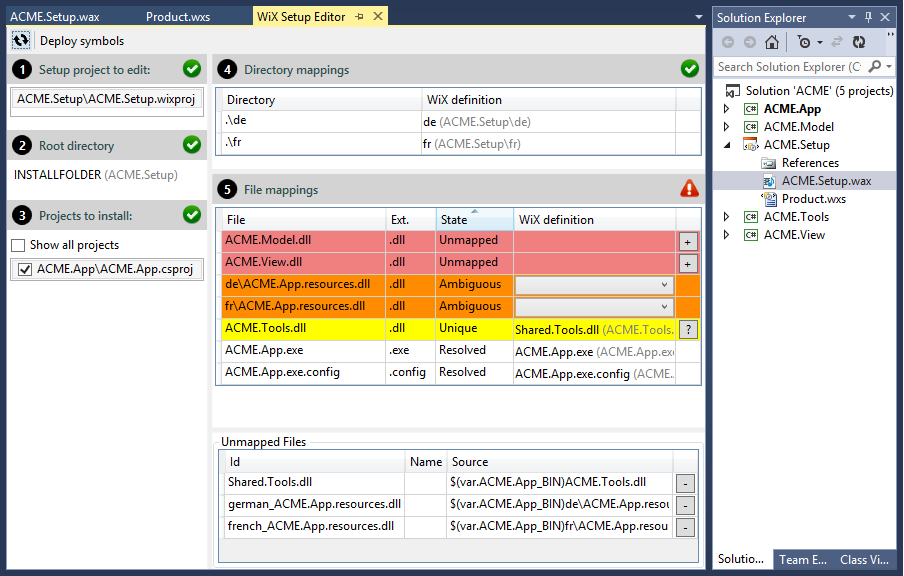 ACME.Setup.wax Product.wxs WiX Setup Editor
Deploy symbols
1 Setup project to edit:
ACME.Setup\ACME.Setup.wixproj
2 Root directory
INSTALLFOLDER (ACME.Setup)
3 Projects to install:
Show all projects
ACME.App\ACME.App.csproj
4 Directory mappings
Directory WiX definition
.\de de (ACME.Setup\de)
.\fr fr (ACME.Setup\fr)
5 File mappings
File Ext. State WiX definition
ACME.Model.dll .dll Unmapped +
ACME.View.dll .dll Unmapped +
de\ACME.App.resources.dll .dll Ambiguous
fr\ACME.App.resources.dll .dll Ambiguous
ACME.Tools.dll .dll Unique Shared.Tools.dll (ACME.Tools. ?
ACME.App.exe .exe Resolved ACME.App.exe (ACME.App.exe
ACME.App.exe.config .config Resolved ACME.App.exe.config (ACME.
Unmapped Files
Id Name Source
Shared.Tools.dll $(var.ACME.App_BIN)ACME.Tools.dll -
german_ACME.App.resources.dll $(var.ACME.App_BIN)de\ACME.App.resou -
french_ACME.App.resources.dll $(var.ACME.App_BIN)fr\ACME.App.resou -
Solution Explorer
Search Solution Explorer (C
Solution 'ACME' (5 projects)
C# ACME.App
C# ACME.Model
ACME.Setup
References
ACME.Setup.wax
Product.wxs
C# ACME.Tools
C# ACME.View
Solutio... Team E... Class Vi...